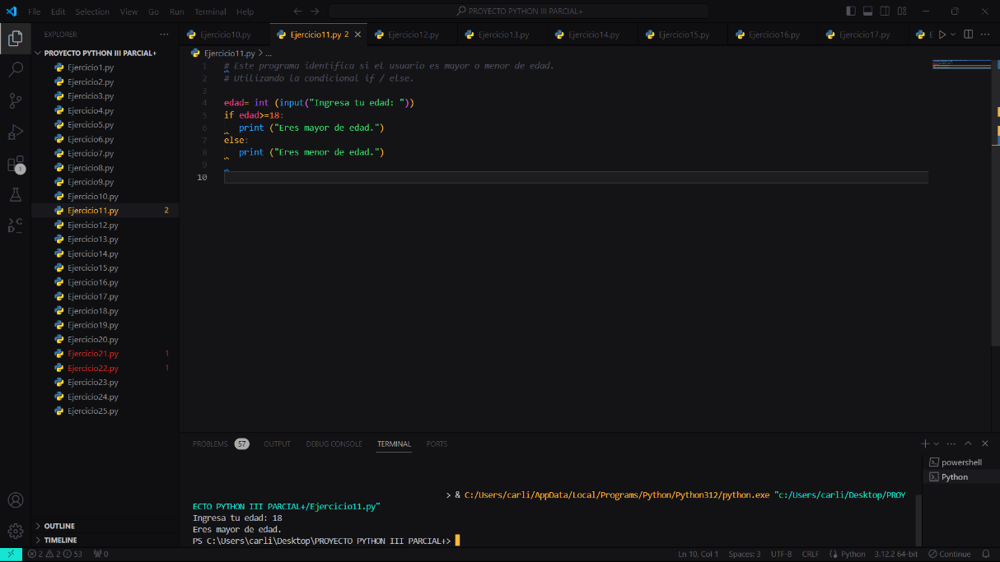 File Edit Selection View Go Run Terminal Help
PROYECTO PYTHON III PARCIAL+
EXPLORER
PROYECTO PYTHON III PARCIAL+
Ejercicio1.py
Ejercicio2.py
Ejercicio3.py
Ejercicio4.py
Ejercicio5.py
Ejercicio6.py
Ejercicio7.py
Ejercicio8.py
Ejercicio9.py
Ejercicio10.py
Ejercicio11.py 2
Ejercicio12.py
Ejercicio13.py
Ejercicio14.py
Ejercicio15.py
Ejercicio16.py
Ejercicio17.py
Ejercicio18.py
Ejercicio19.py
Ejercicio20.py
Ejercicio21.py 1
Ejercicio22.py 1
Ejercicio23.py
Ejercicio24.py
Ejercicio25.py
OUTLINE
TIMELINE
1
Ejercicio10.py Ejercicio11.py 2 Ejercicio12.py Ejercicio13.py Ejercicio14.py Ejercicio15.py Ejercicio16.py Ejercicio17.py E
Ejercicio11.py > ...
1 # Este programa identifica si el usuario es mayor o menor de edad.
2 # Utilizando la condicional if / else.
3
4 edad= int (input("Ingresa tu edad: "))
5 if edad>=18:
6 print ("Eres mayor de edad.")
7 else:
8 print ("Eres menor de edad.")
9
10
PROBLEMS 57 OUTPUT DEBUG CONSOLE TERMINAL PORTS
powershell
Python
> & C:/Users/carli/AppData/Local/Programs/Python/Python312/python.exe "c:/Users/carli/Desktop/PROY
ECTO PYTHON III PARCIAL+/Ejercicio11.py"
Ingresa tu edad: 18
Eres mayor de edad.
PS C:\Users\carli\Desktop\PROYECTO PYTHON III PARCIAL+>
2 2 53 0 Ln 10, Col 1 Spaces: 3 UTF-8 CRLF Python 3.12.2 64-bit Continue